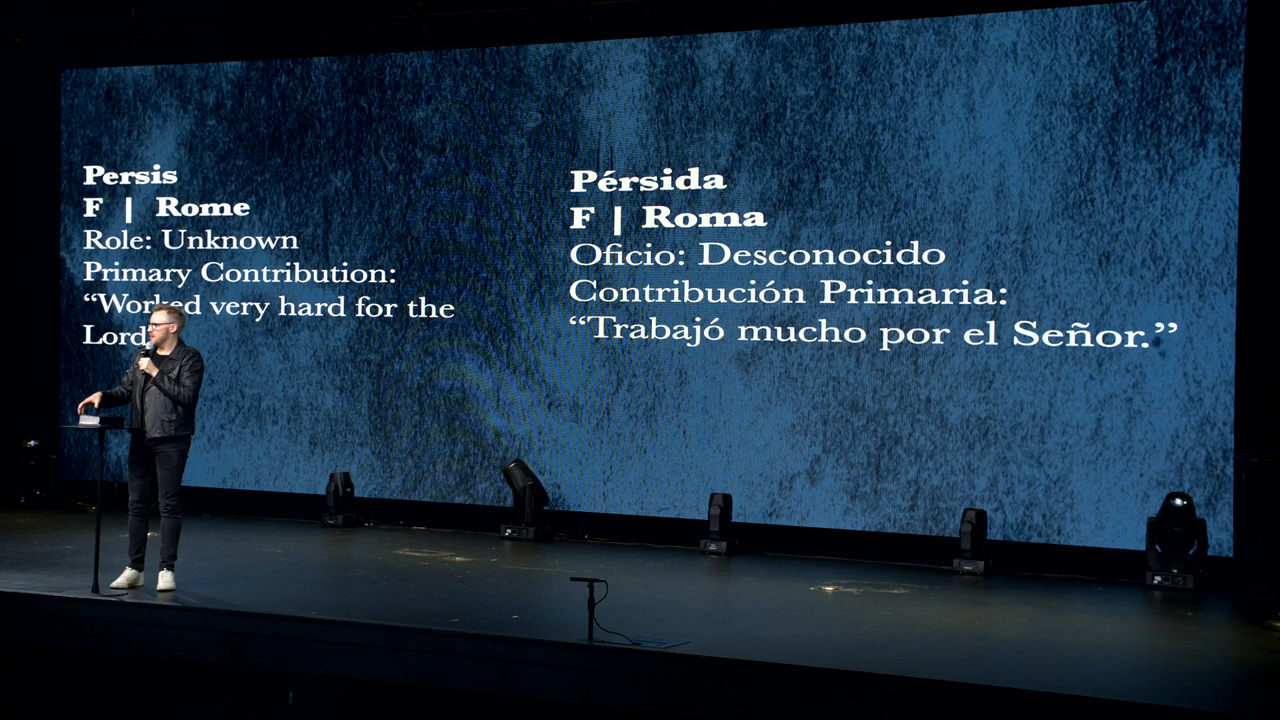 Persis
F | Rome
Role: Unknown
Primary Contribution:
“Worked very hard for the
Lord
Pérsida
F | Roma
Oficio: Desconocido
Contribución Primaria:
“Trabajó mucho por el Señor.”